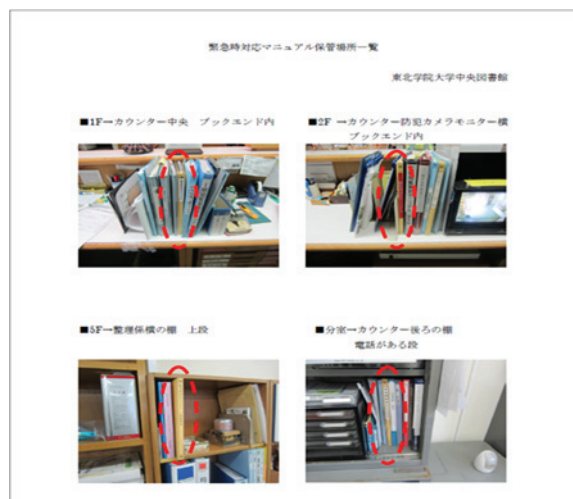 緊急時対応マニュアル保管場所一覧
東北学院大学中央図書館
■1F→カウンター中央　ブックエンド内
■2F →カウンター防犯カメラモニター横
ブックエンド内
■5F→整理係横の棚　上段
■分室→カウンター後ろの棚
電話がある段